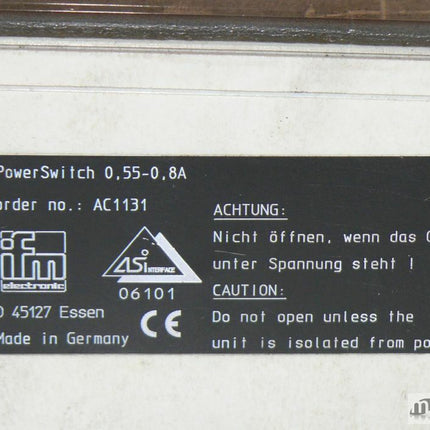 PowerSwitch 0,55-0,8A
order no.: AC1131
ifm
electronic
ASi INTERFACE
06101
D 45127 Essen
CE
Made in Germany
ACHTUNG:
Nicht öffnen, wenn das
unter Spannung steht !
CAUTION:
Do not open unless the
unit is isolated from